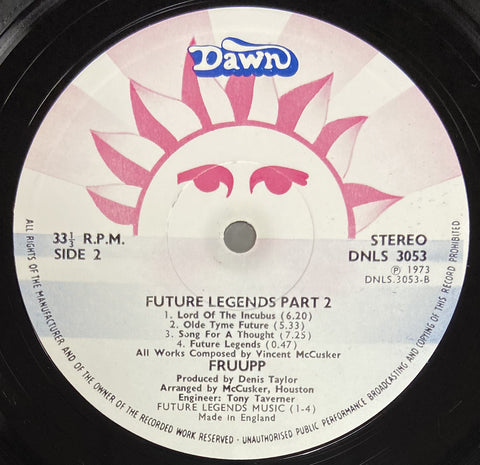 Dawn
33⅓ R.P.M.
SIDE 2
STEREO
DNLS 3053
Ⓟ 1973
DNLS.3053-B
FUTURE LEGENDS PART 2
1. Lord Of The Incubus (6.20)
2. Olde Tyme Future (5.33)
3. Song For A Thought (7.25)
4. Future Legends (0.47)
All Works Composed by Vincent McCusker
FRUUPP
Produced by Denis Taylor
Arranged by McCusker, Houston
Engineer: Tony Taverner
FUTURE LEGENDS MUSIC (1-4)
Made in England
ALL RIGHTS OF THE MANUFACTURER AND OF THE OWNER OF THE RECORDED WORK RESERVED · UNAUTHORISED PUBLIC PERFORMANCE BROADCASTING AND COPYING OF THIS RECORD PROHIBITED